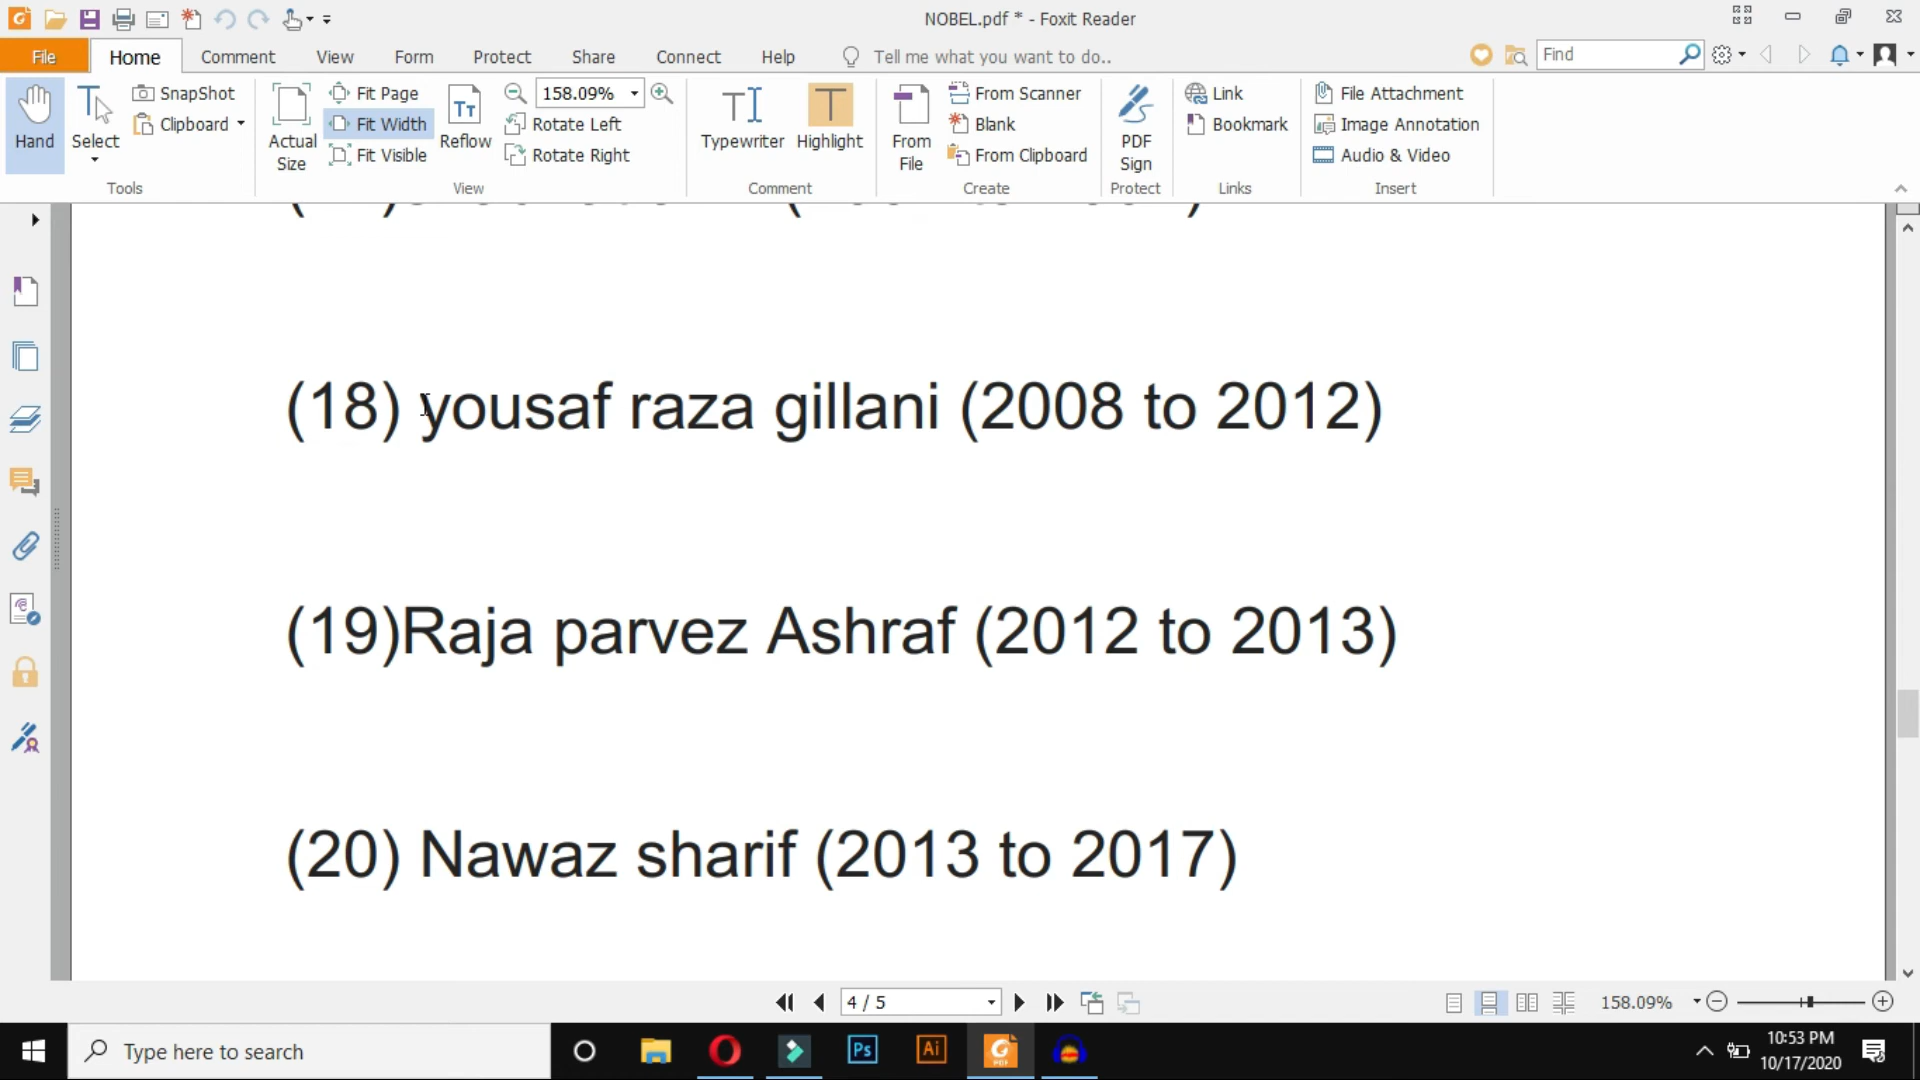 NOBEL.pdf * - Foxit Reader
File Home Comment View Form Protect Share Connect Help Tell me what you want to do.. Find
Hand Select SnapShot Clipboard Actual Size Fit Page Fit Width Fit Visible Reflow 158.09% Rotate Left Rotate Right Typewriter Highlight From File From Scanner Blank From Clipboard PDF Sign Link Bookmark File Attachment Image Annotation Audio & Video
Tools View Comment Create Protect Links Insert
(18) yousaf raza gillani (2008 to 2012)
(19)Raja parvez Ashraf (2012 to 2013)
(20) Nawaz sharif (2013 to 2017)
4 / 5 158.09%
Type here to search Ps Ai 10:53 PM
10/17/2020